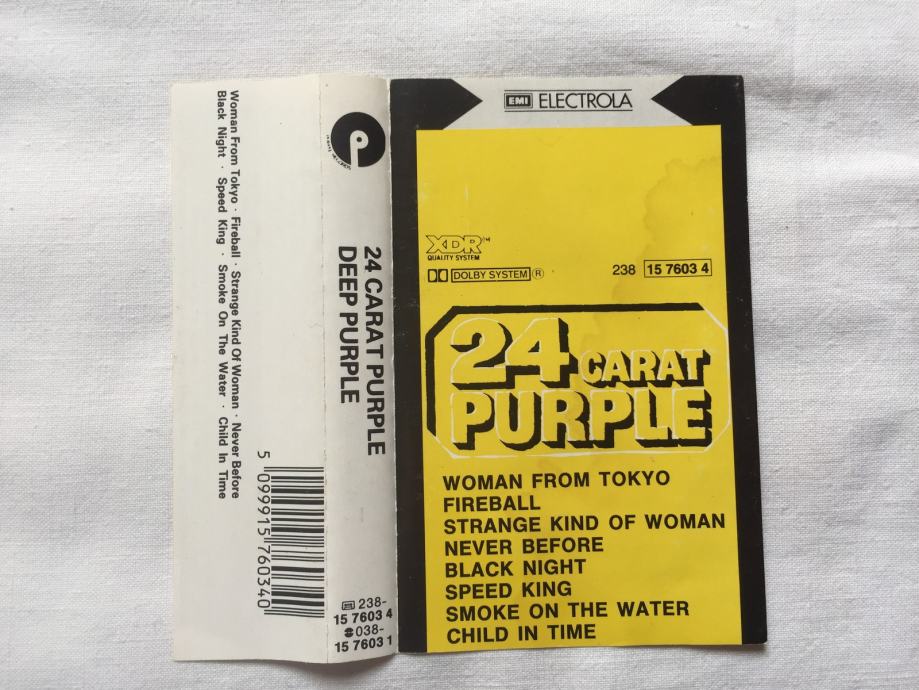 Woman From Tokyo · Fireball · Strange Kind Of Woman · Never Before
Black Night · Speed King · Smoke On The Water · Child In Time
5 099915 760340
24 CARAT PURPLE
DEEP PURPLE
238-
15 7603 4
038-
15 7603 1
EMI ELECTROLA
XDR™
QUALITY SYSTEM
DOLBY SYSTEM ®
238 15 7603 4
24 CARAT
PURPLE
WOMAN FROM TOKYO
FIREBALL
STRANGE KIND OF WOMAN
NEVER BEFORE
BLACK NIGHT
SPEED KING
SMOKE ON THE WATER
CHILD IN TIME